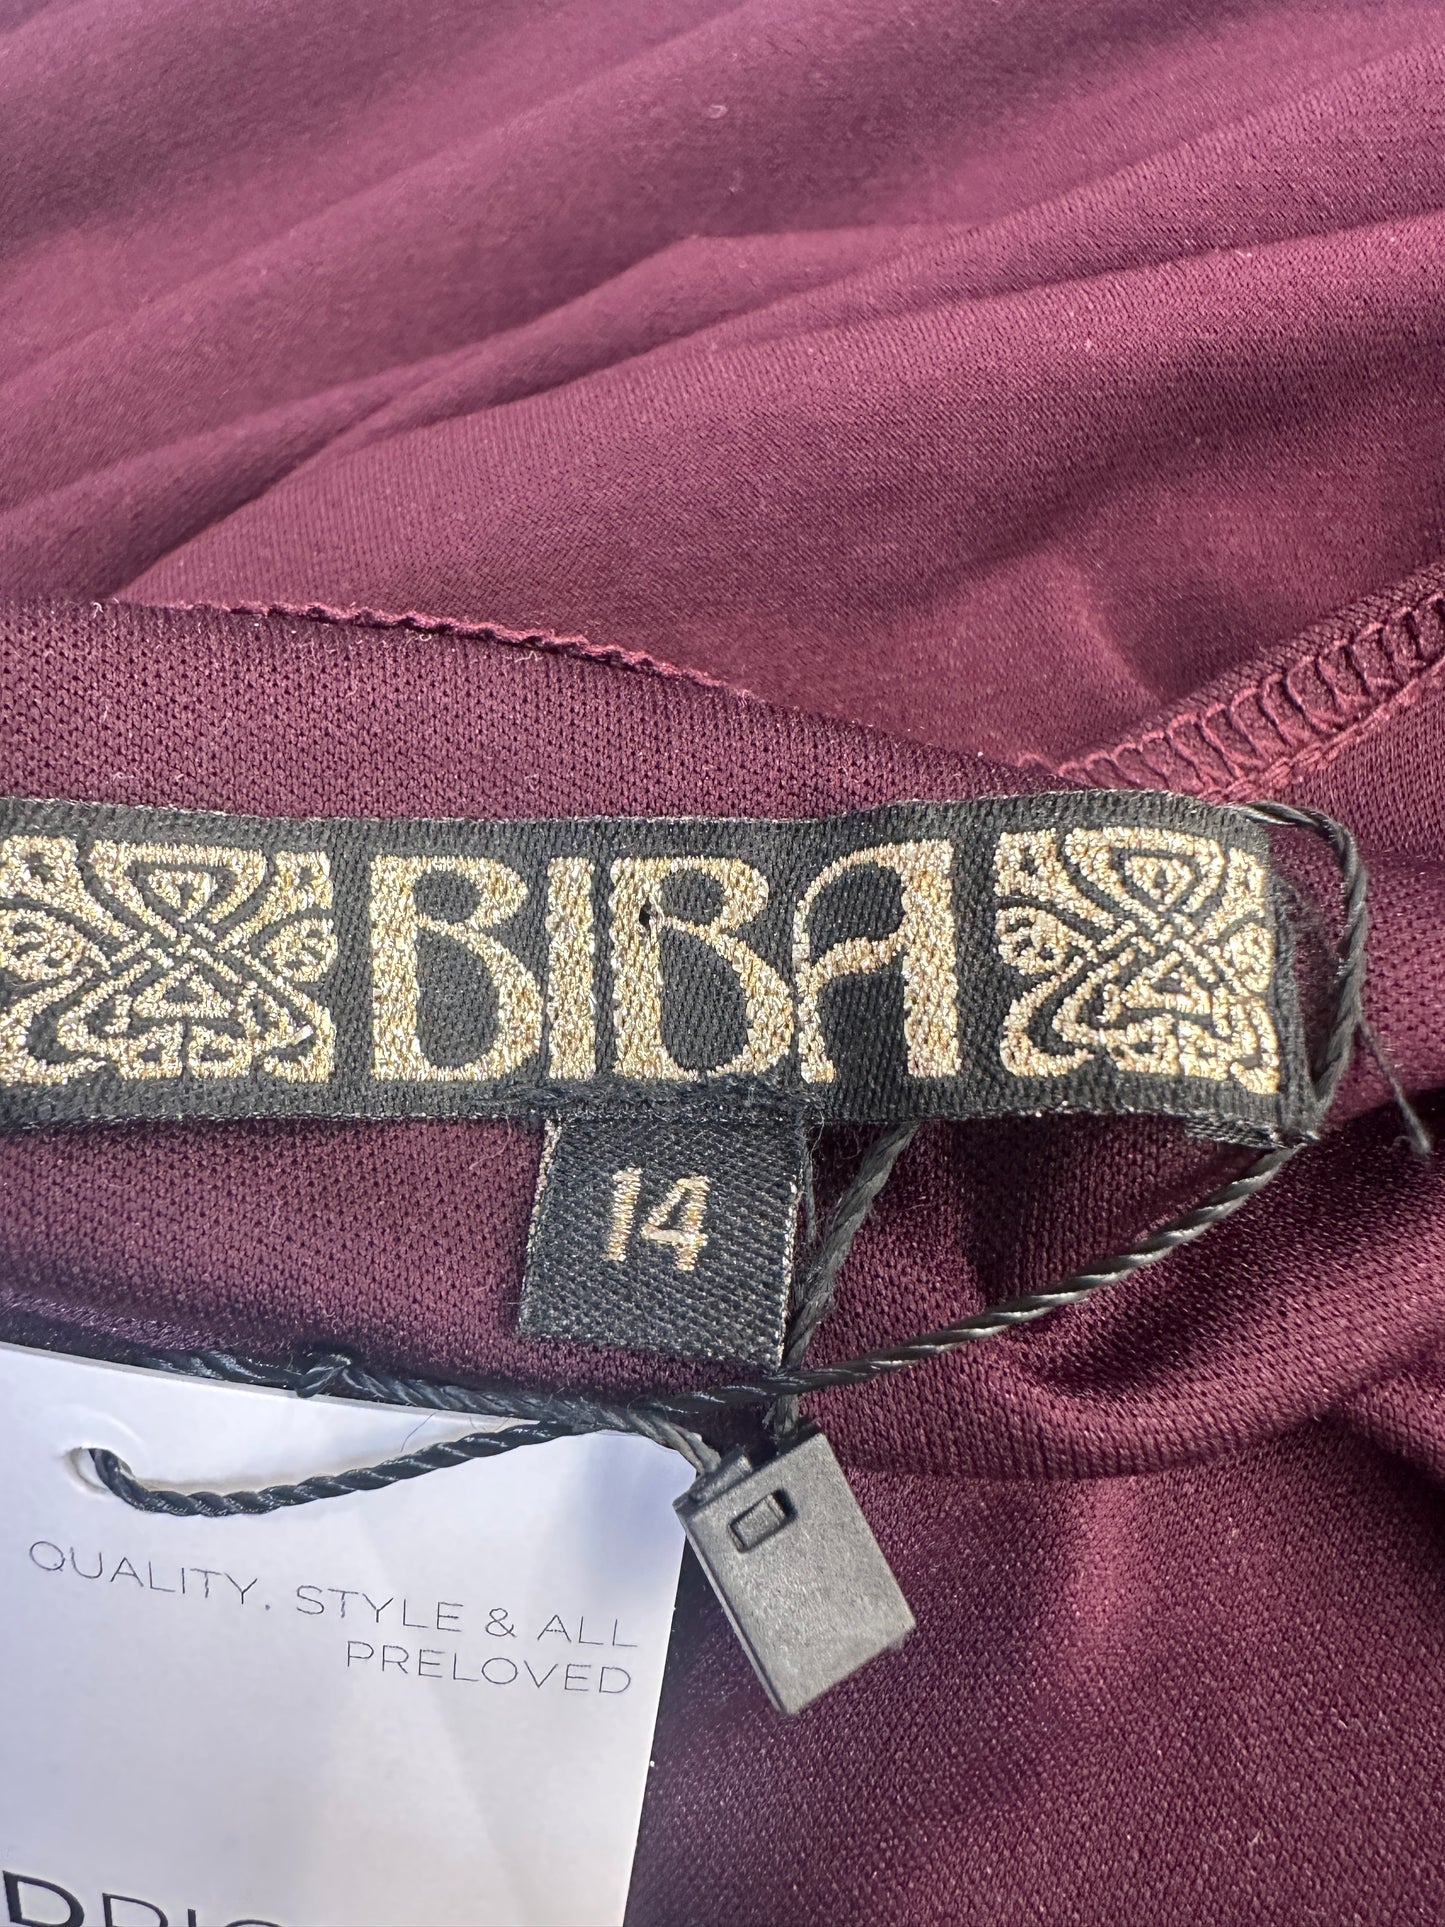 BIBA
14
QUALITY. STYLE & ALL
PRELOVED